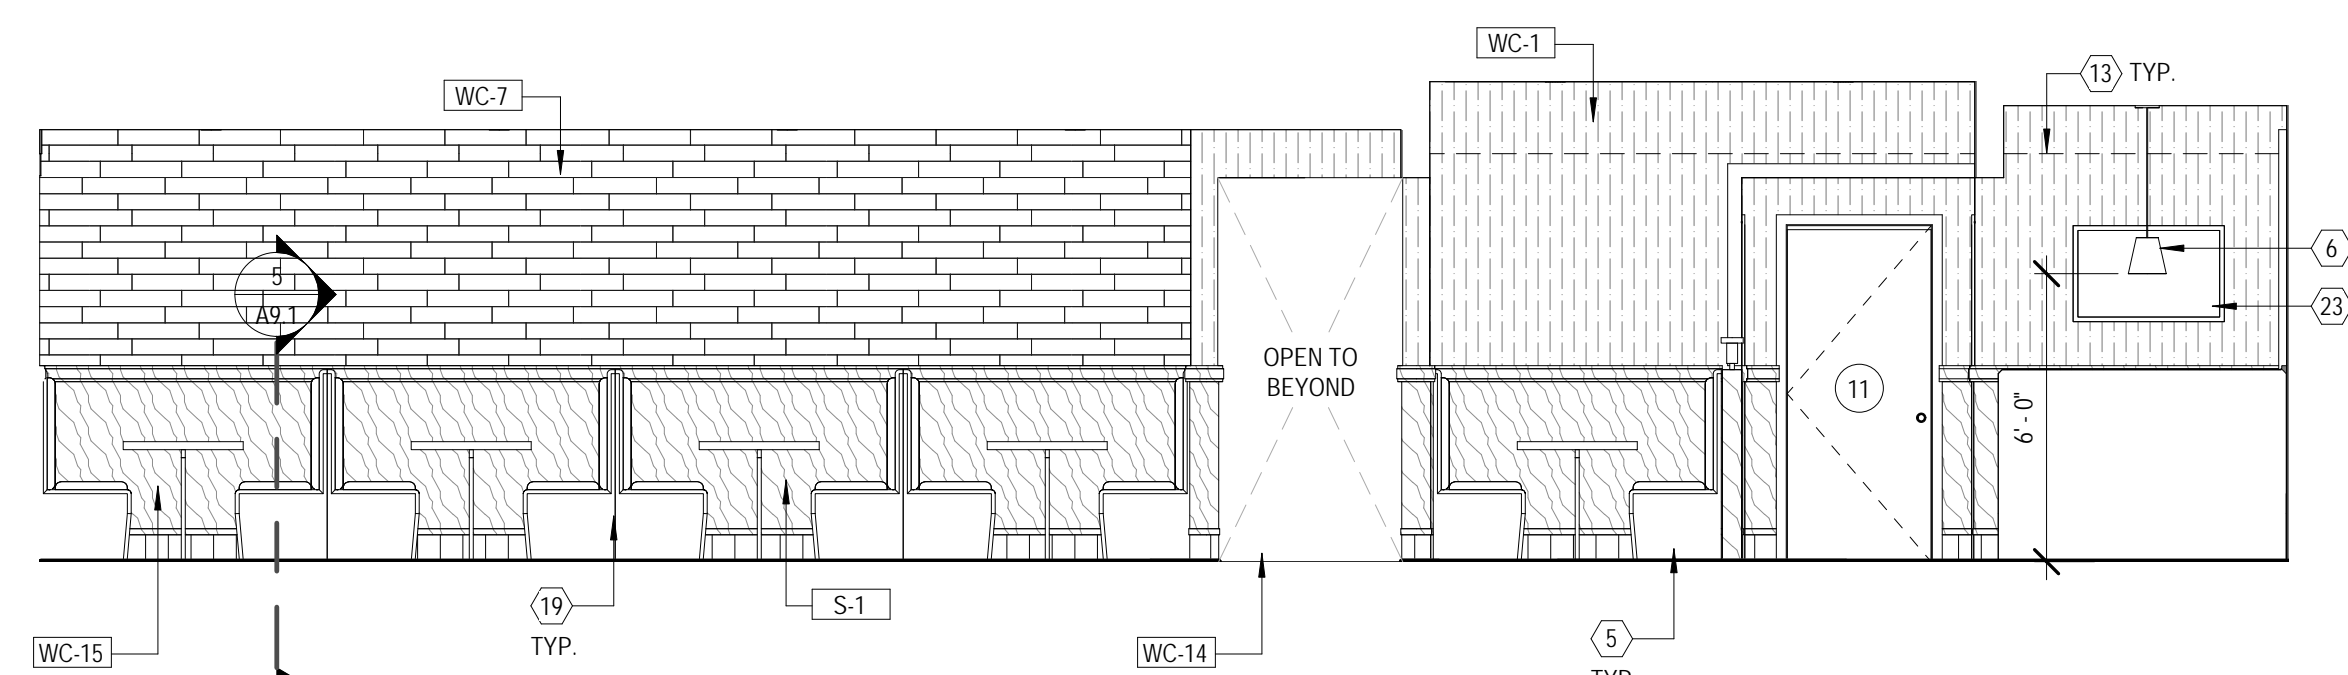 WC-1
13 TYP.
WC-7
6
5
A9.1
23
OPEN TO
BEYOND
11
6' - 0"
19
TYP.
S-1
WC-15
WC-14
5
TYP.